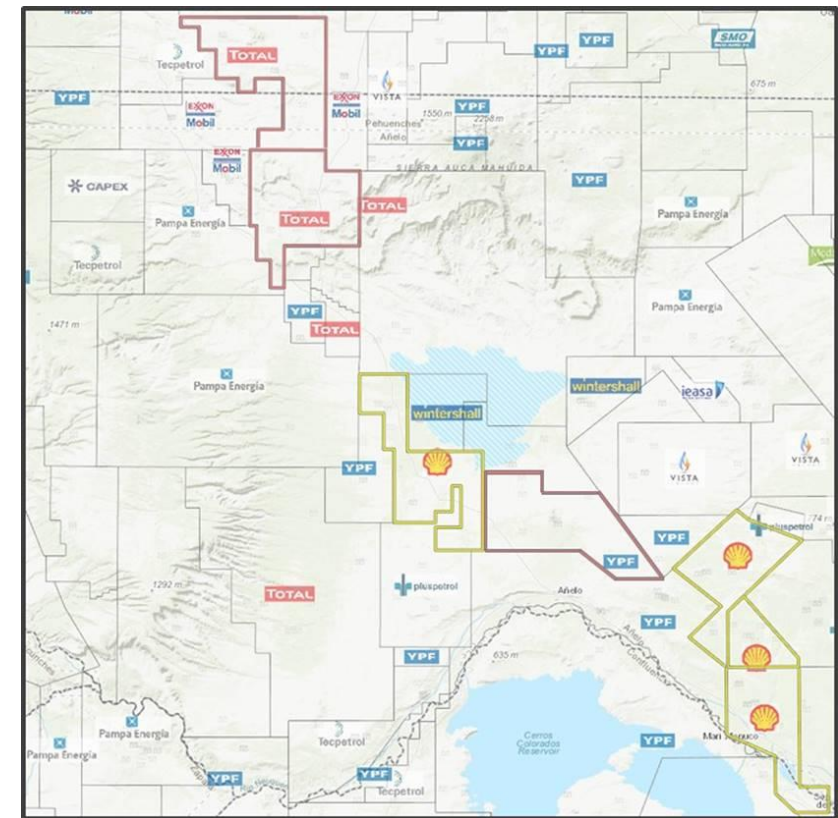 Mobil
TOTAL
Tecpetrol
YPF
YPF
SMO
675 m
YPF
EXXON
Mobil
EXXON
Mobil
VISTA
1550 m
YPF
2258 m
Pehuenches
Añelo
YPF
EXXON
Mobil
SIERRA AUCA MAHUIDA
YPF
CAPEX
Pampa Energía
TOTAL
TOTAL
Pampa Energía
Tecpetrol
YPF
TOTAL
1471 m
Pampa Energía
Pampa Energía
wintershall
wintershall
ieasa
VISTA
VISTA
YPF
pluspetrol
YPF
YPF
1292 m
TOTAL
pluspetrol
Añelo
YPF
Añelo
Confluencia
YPF
635 m
Pampa Energía
Pampa Energía
Tecpetrol
Cerros
Colorados
Reservoir
YPF
YPF
YPF
Tecpetrol